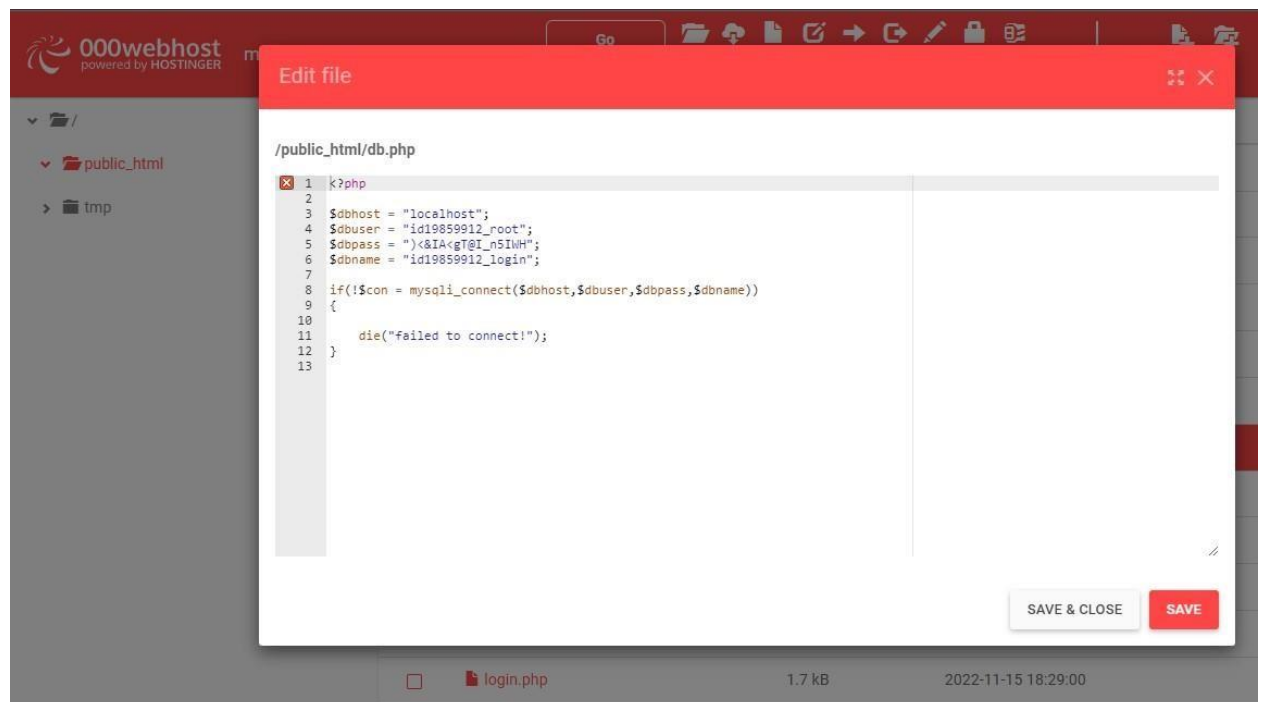 000webhost
powered by HOSTINGER
Go
Edit file
/
public_html
tmp
/public_html/db.php
1 <?php
2
3 $dbhost = "localhost";
4 $dbuser = "id19859912_root";
5 $dbpass = ")<&IA<gT@I_n5IWH";
6 $dbname = "id19859912_login";
7
8 if(!$con = mysqli_connect($dbhost,$dbuser,$dbpass,$dbname))
9 {
10
11 die("failed to connect!");
12 }
13
SAVE & CLOSE SAVE
login.php 1.7 kB 2022-11-15 18:29:00